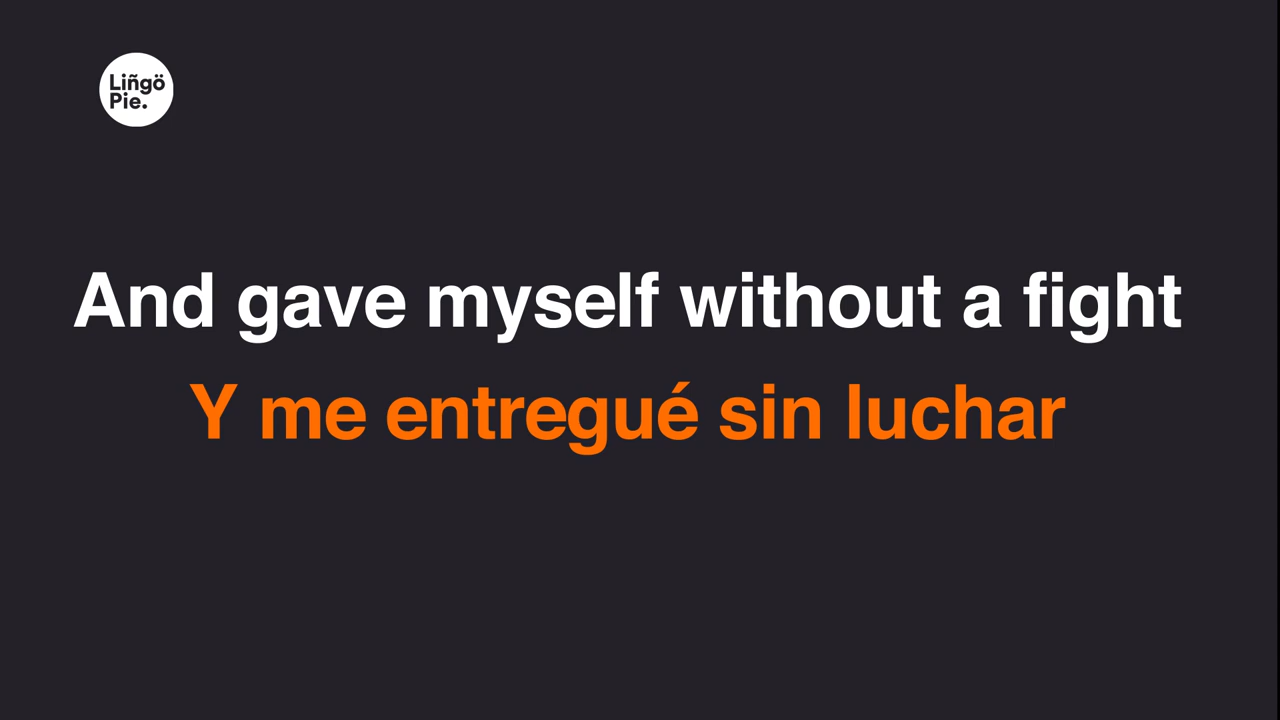 Liñgö
Pie.
And gave myself without a fight
Y me entregué sin luchar